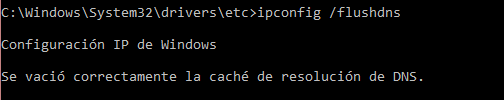 C:\Windows\System32\drivers\etc>ipconfig /flushdns
Configuración IP de Windows
Se vació correctamente la caché de resolución de DNS.